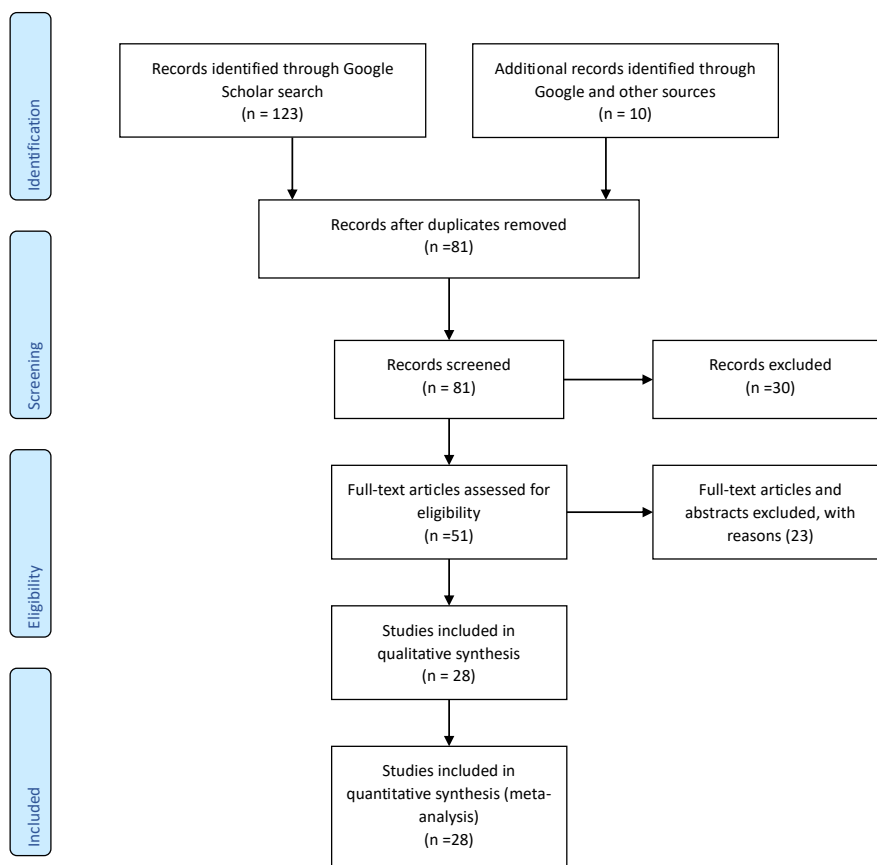 Identification
Records identified through Google
Scholar search
(n = 123)
Additional records identified through
Google and other sources
(n = 10)
Records after duplicates removed
(n =81)
Screening
Records screened
(n = 81)
Records excluded
(n =30)
Eligibility
Full-text articles assessed for
eligibility
(n =51)
Full-text articles and
abstracts excluded, with
reasons (23)
Studies included in
qualitative synthesis
(n = 28)
Included
Studies included in
quantitative synthesis (meta-
analysis)
(n =28)